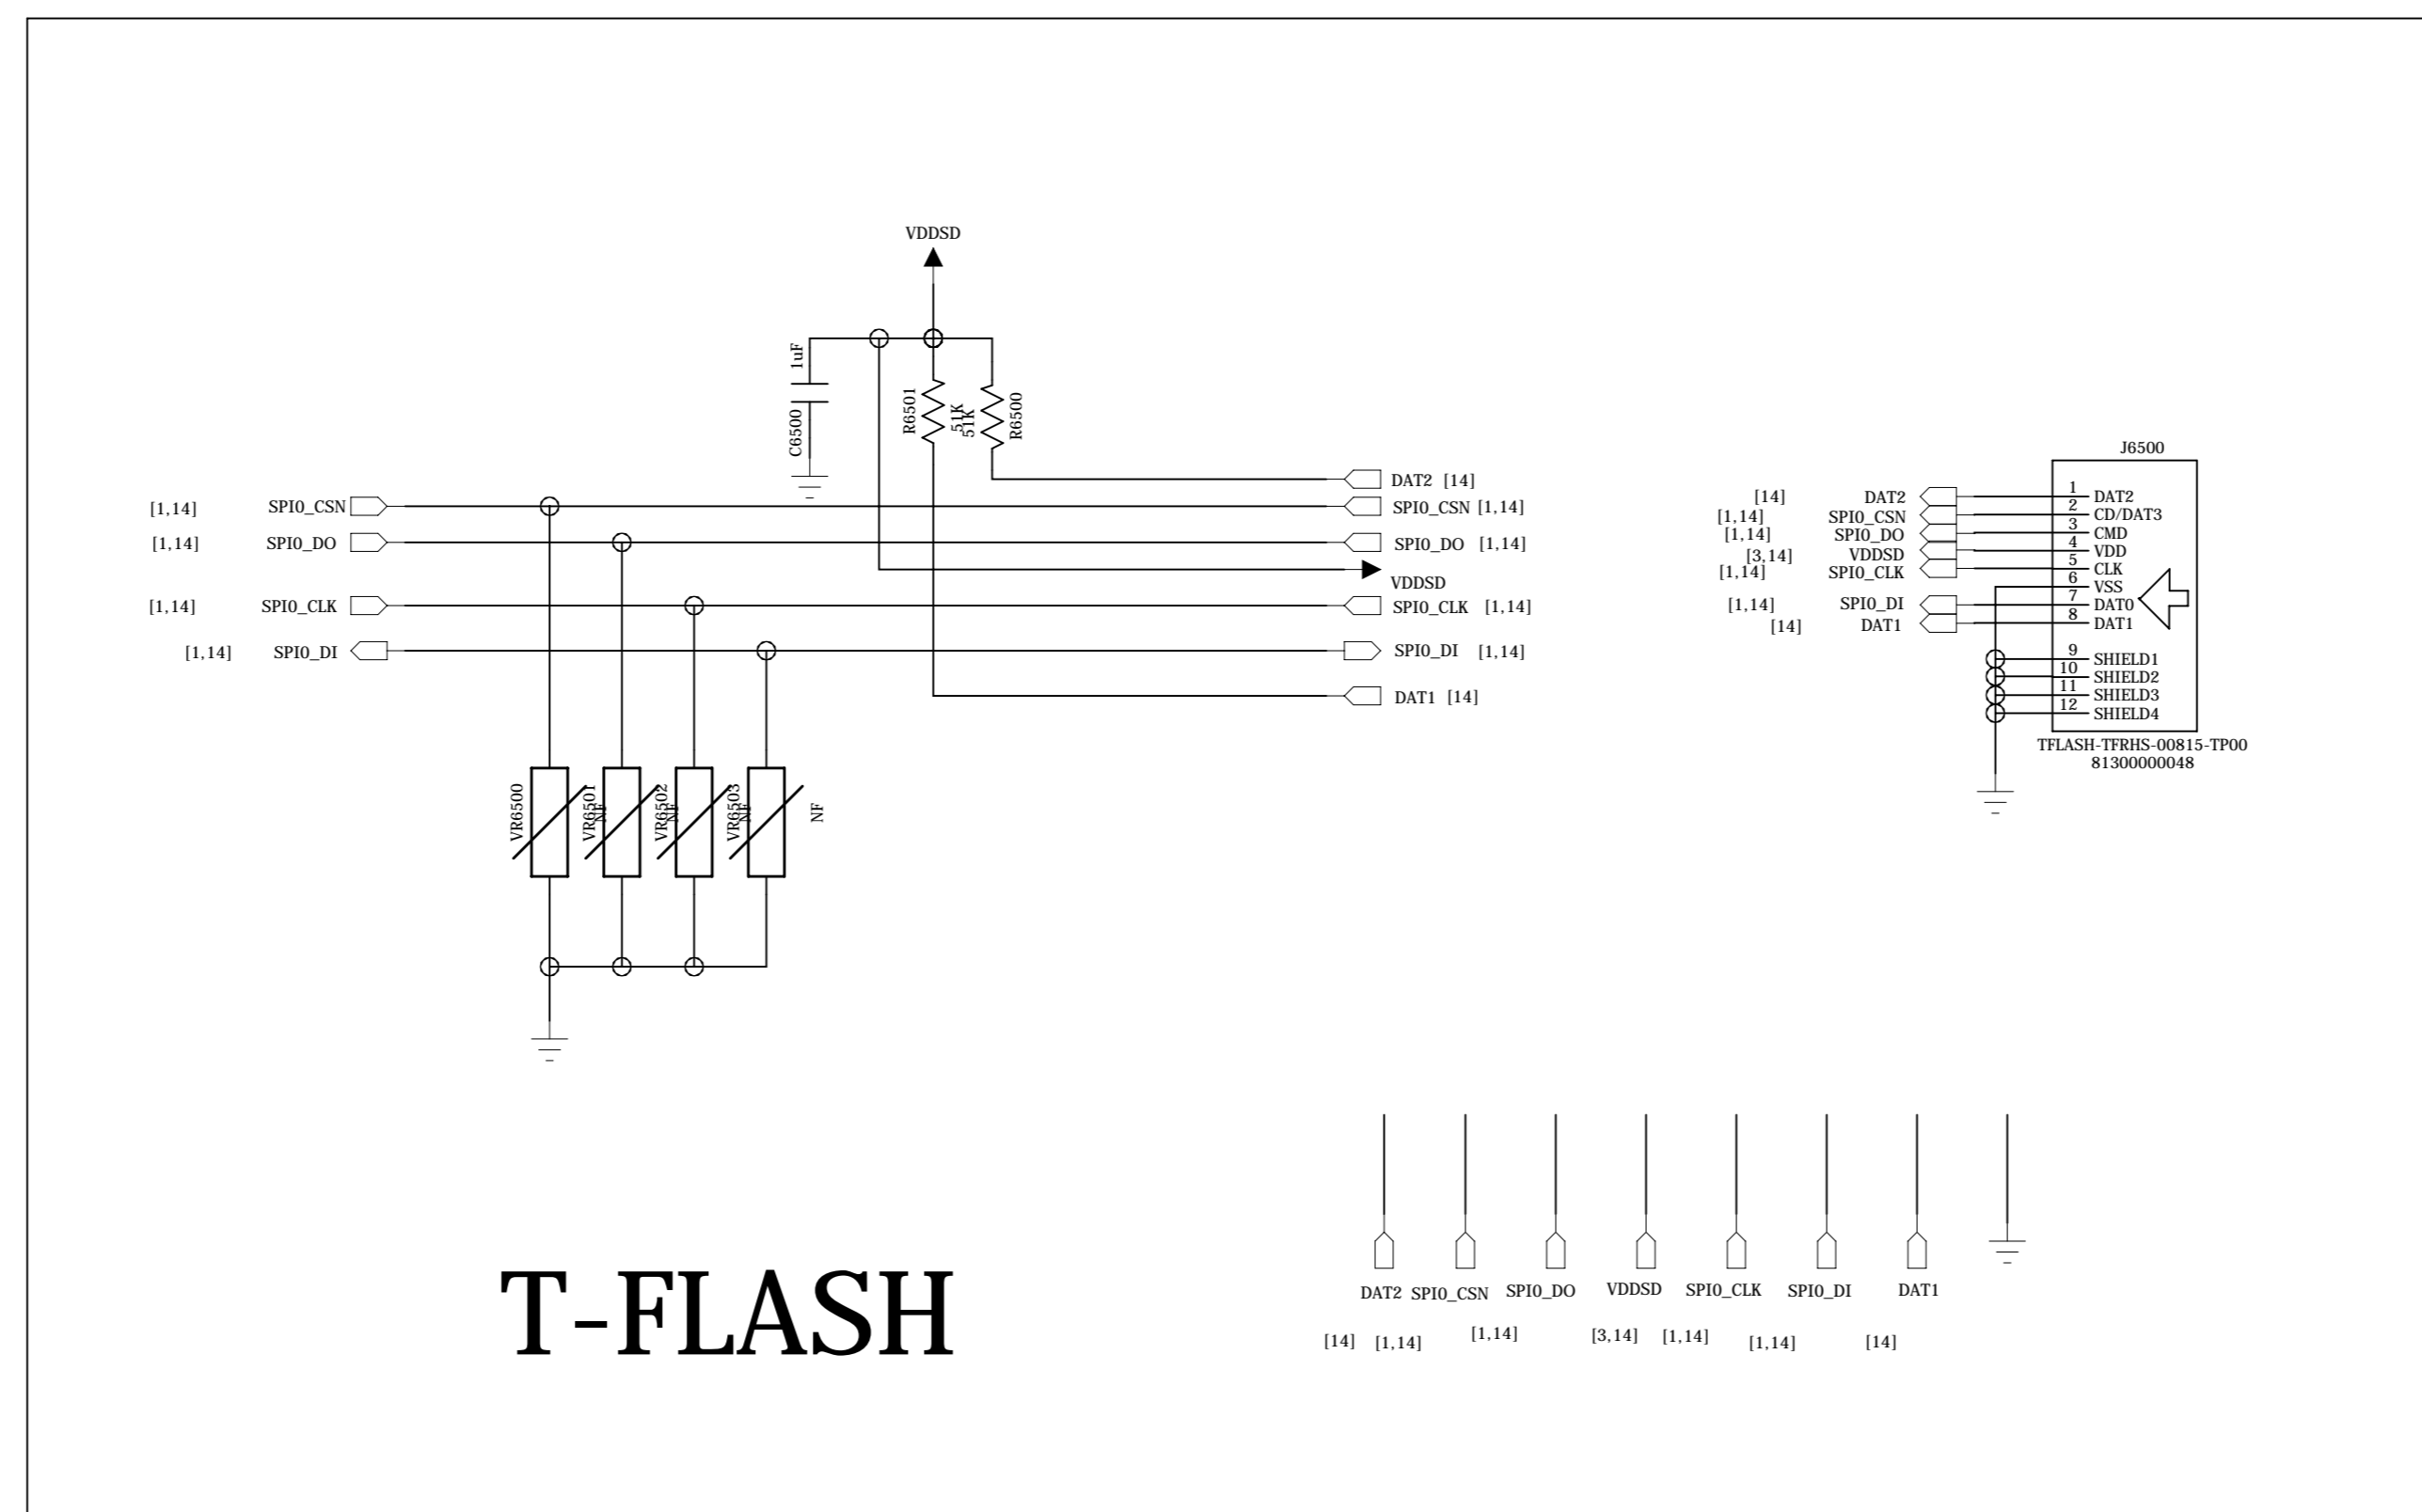 VDDSD
1uF
C6500
R6501
51K
51K
R6500
DAT2 [14]
[1,14] SPI0_CSN
SPI0_CSN [1,14]
[1,14] SPI0_DO
SPI0_DO [1,14]
VDDSD
[1,14] SPI0_CLK
SPI0_CLK [1,14]
[1,14] SPI0_DI
SPI0_DI [1,14]
DAT1 [14]
VR6500
NF
VR6501
NF
VR6502
NF
VR6503
NF
J6500
[14] DAT2 1 DAT2
[1,14] SPI0_CSN 2 CD/DAT3
[1,14] SPI0_DO 3 CMD
[3,14] VDDSD 4 VDD
[1,14] SPI0_CLK 5 CLK
6 VSS
[1,14] SPI0_DI 7 DAT0
[14] DAT1 8 DAT1
9 SHIELD1
10 SHIELD2
11 SHIELD3
12 SHIELD4
TFLASH-TFRHS-00815-TP00
81300000048
DAT2 SPI0_CSN SPI0_DO VDDSD SPI0_CLK SPI0_DI DAT1
[14] [1,14] [1,14] [3,14] [1,14] [1,14] [14]
T-FLASH